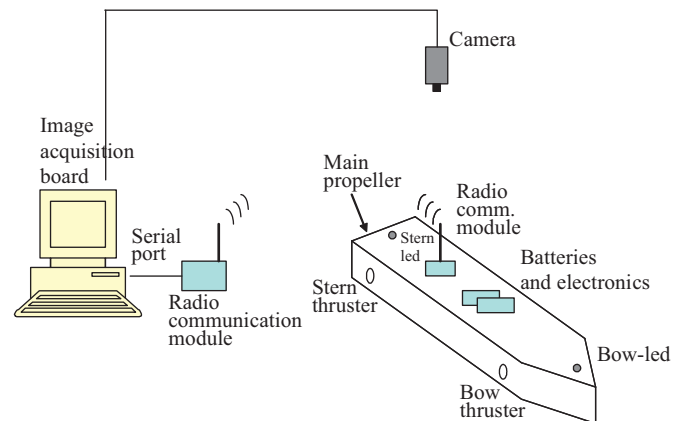 Camera
Image
acquisition
board
Main
propeller
Radio
comm.
module
Serial
port
Stern
led
Batteries
and electronics
Stern
thruster
Radio
communication
module
Bow-led
Bow
thruster